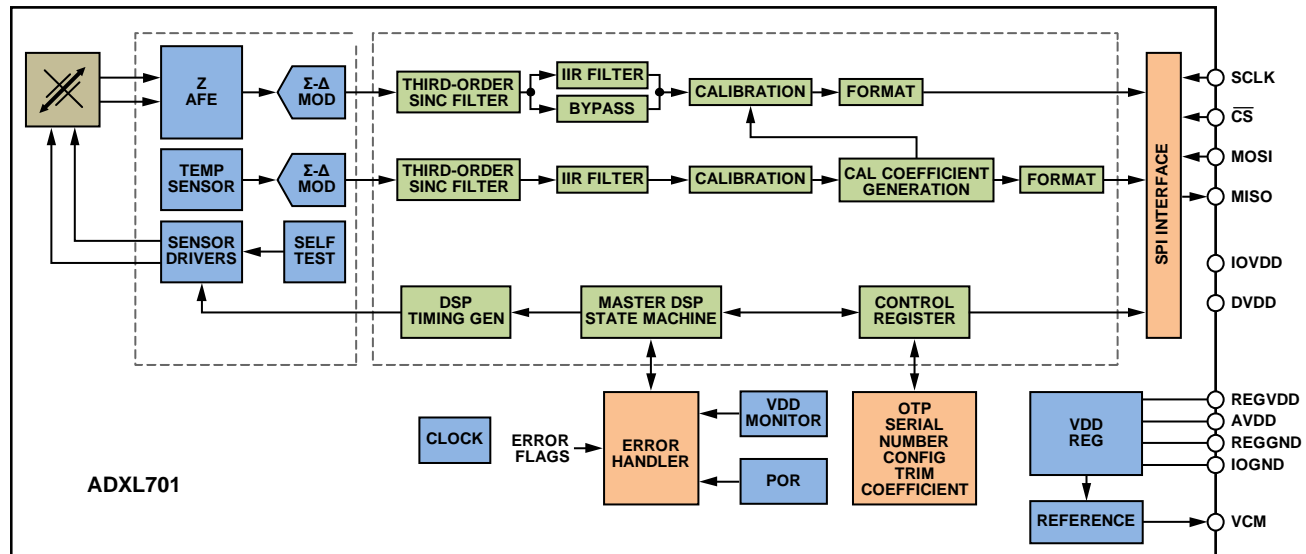 Z
AFE
Σ-Δ
MOD
THIRD-ORDER
SINC FILTER
IIR FILTER
BYPASS
CALIBRATION
FORMAT
TEMP
SENSOR
Σ-Δ
MOD
THIRD-ORDER
SINC FILTER
IIR FILTER
CALIBRATION
CAL COEFFICIENT
GENERATION
FORMAT
SENSOR
DRIVERS
SELF
TEST
DSP
TIMING GEN
MASTER DSP
STATE MACHINE
CONTROL
REGISTER
SPI INTERFACE
SCLK
CS
MOSI
MISO
IOVDD
DVDD
CLOCK
ERROR
FLAGS
ERROR
HANDLER
VDD
MONITOR
POR
OTP
SERIAL
NUMBER
CONFIG
TRIM
COEFFICIENT
VDD
REG
REFERENCE
REGVDD
AVDD
REGGND
IOGND
VCM
ADXL701